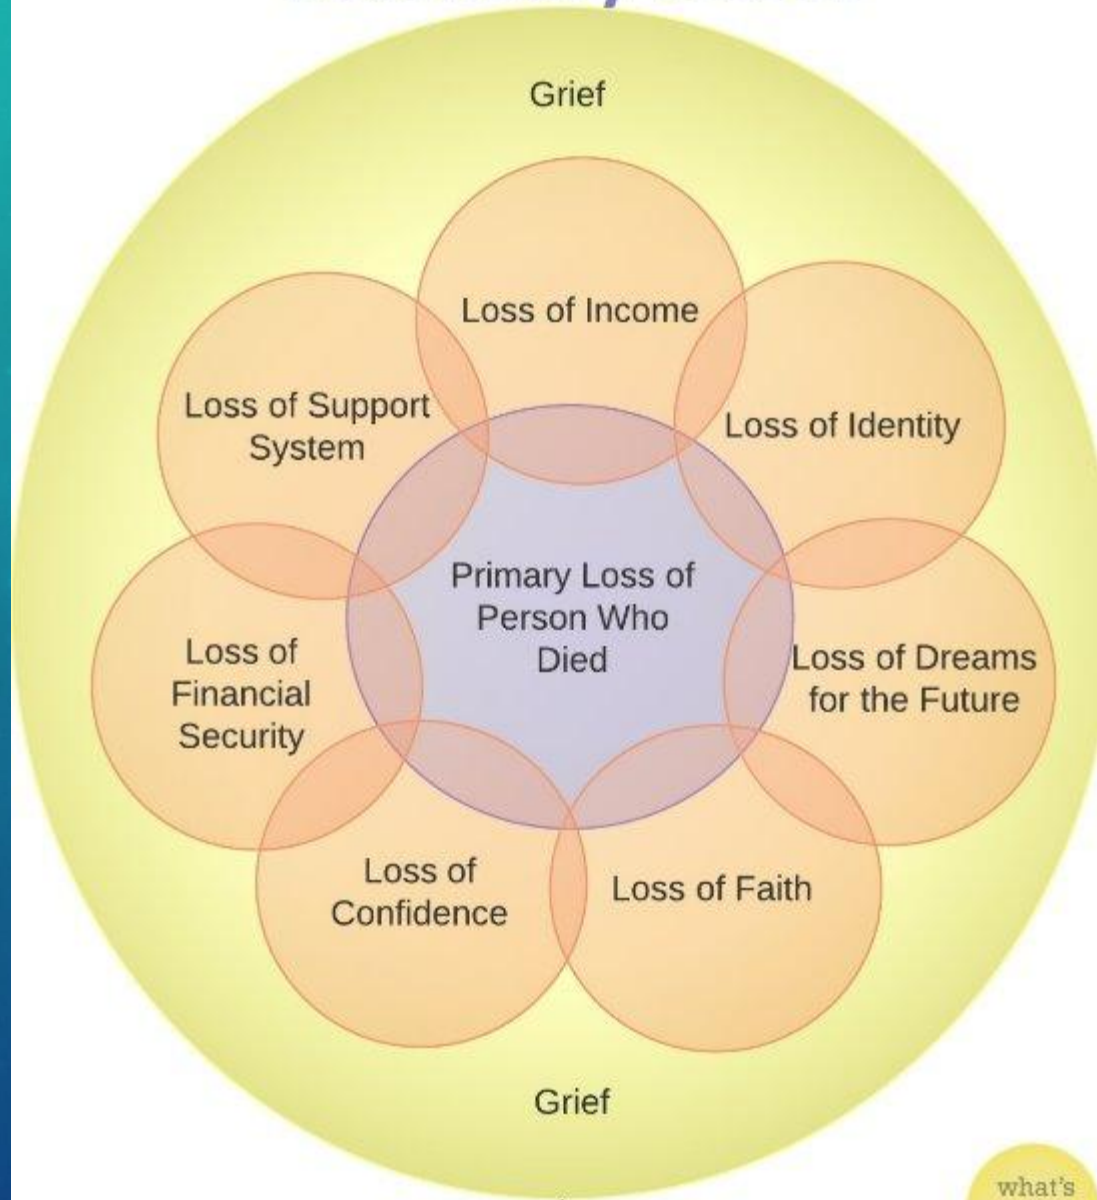 Grief
Loss of Income
Loss of Support
System
Loss of Identity
Primary Loss of
Person Who
Died
Loss of
Financial
Security
Loss of Dreams
for the Future
Loss of
Confidence
Loss of Faith
Grief
what's